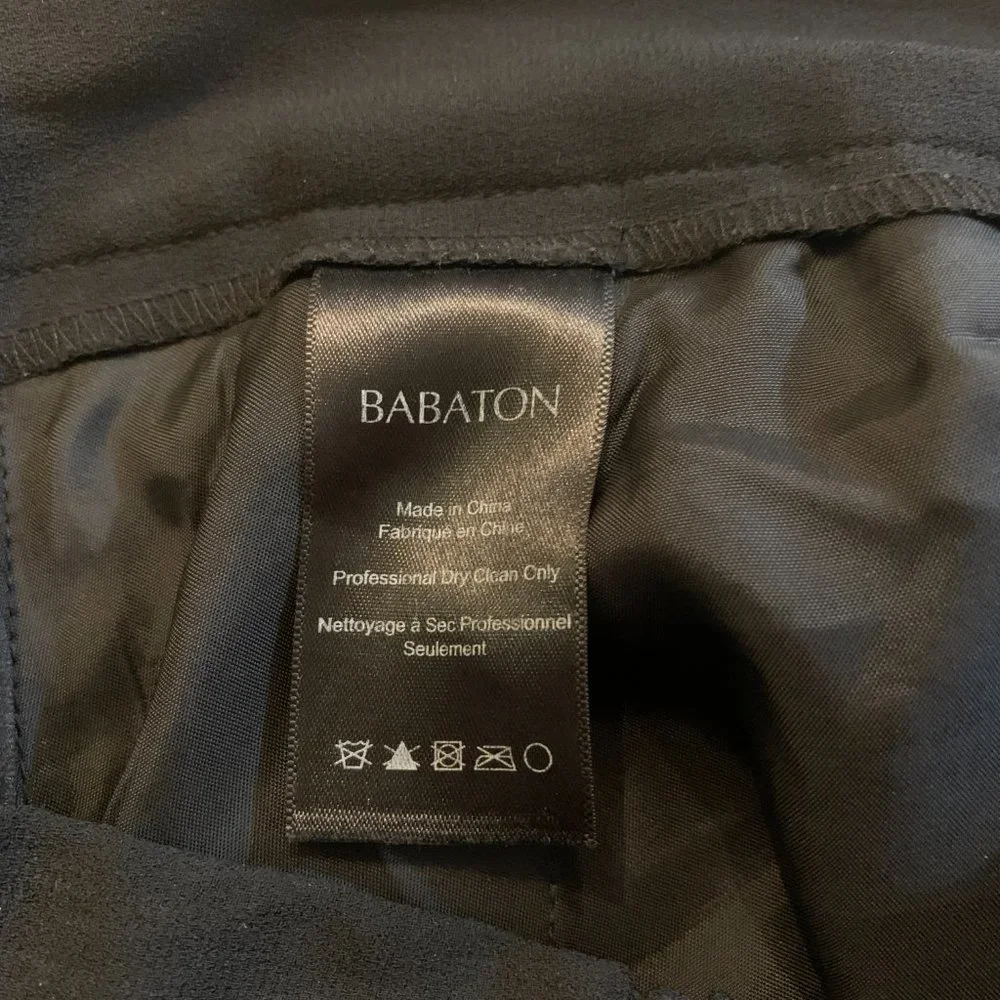 BABATON
Made in China
Fabriqué en Chine
Professional Dry Clean Only
Nettoyage à Sec Professionnel
Seulement